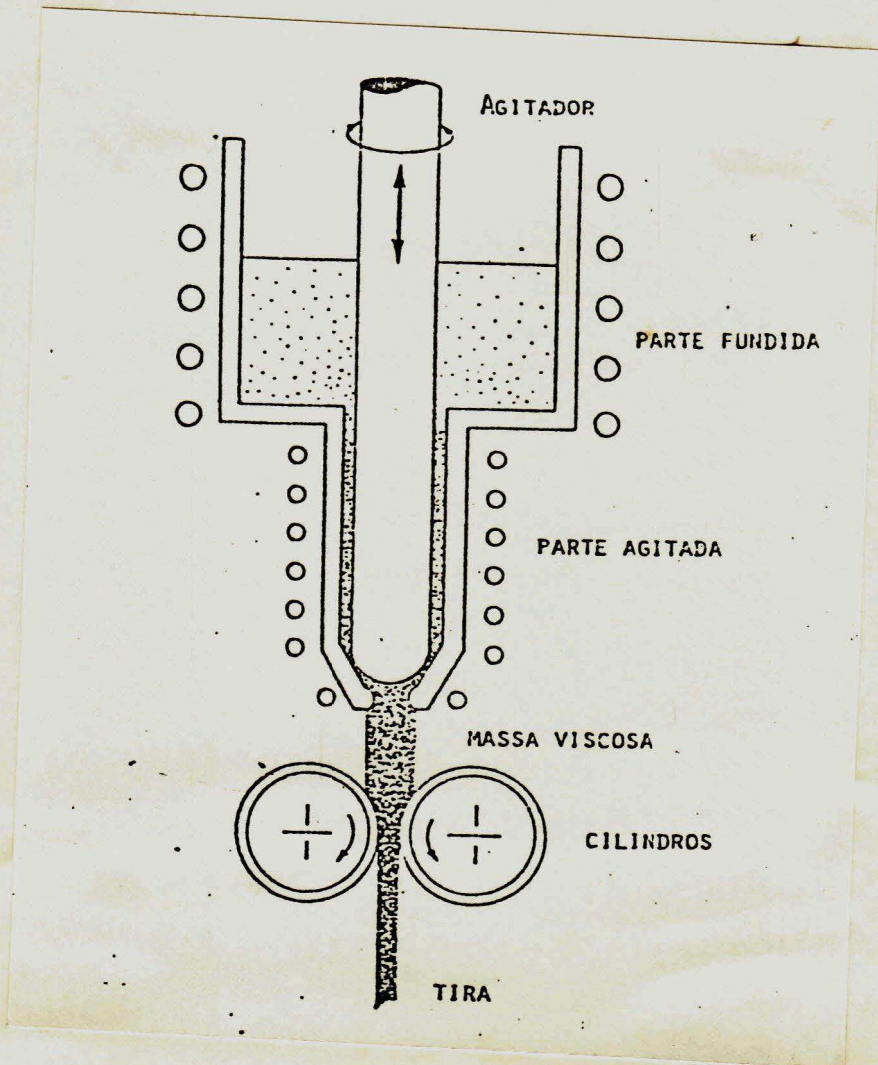 AGITADOR
PARTE FUNDIDA
PARTE AGITADA
MASSA VISCOSA
CILINDROS
TIRA